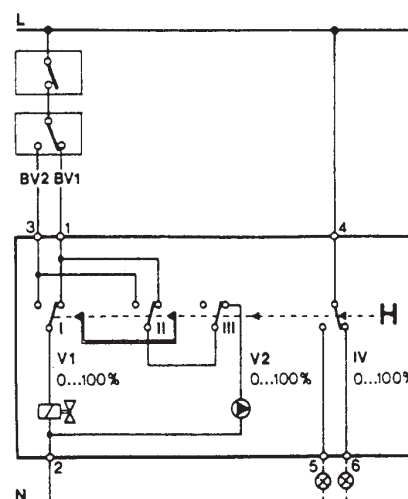 L
BV2 BV1
3 1 4
I II III H
V1 V2 IV
0...100% 0...100% 0...100%
2 5 6
N